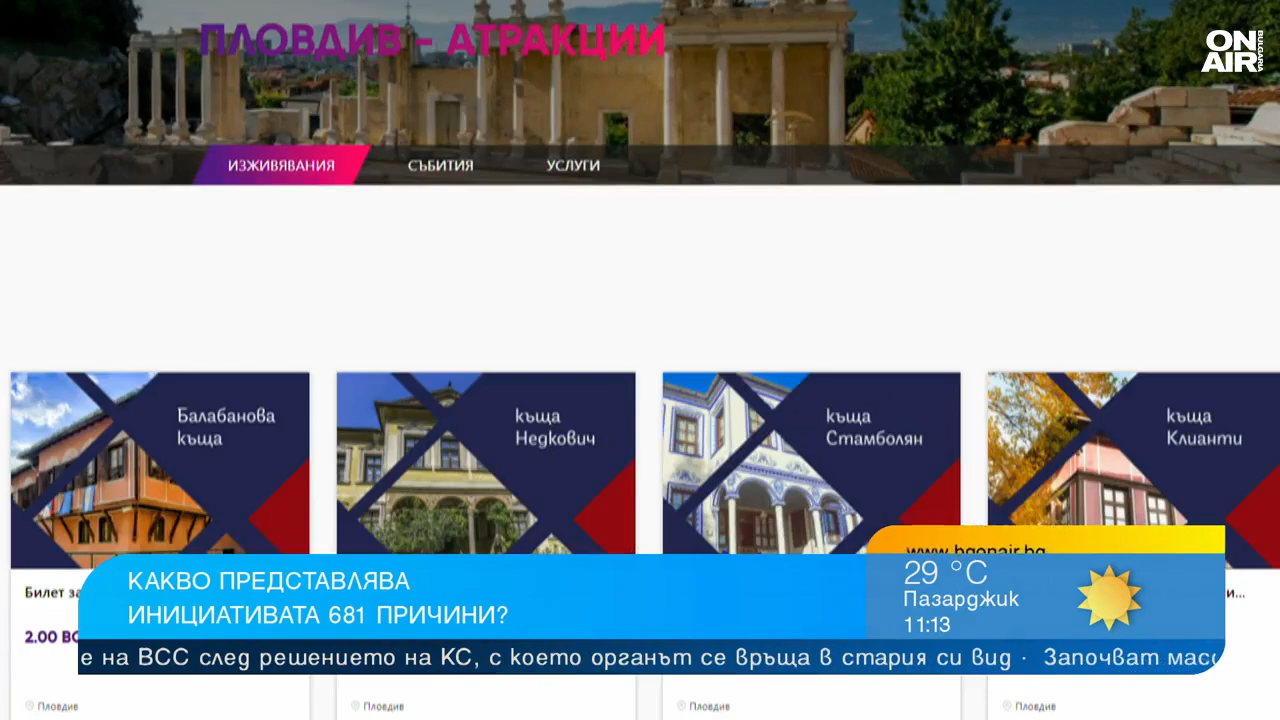 ПЛОВДИВ - АТРАКЦИИ
ON
AIR
BULGARIA
ИЗЖИВЯВАНИЯ
СЪБИТИЯ
УСЛУГИ
Балабанова
къща
къща
Недкович
къща
Стамболян
къща
Клианти
www.bgonair.bg
Билет
2.00
КАКВО ПРЕДСТАВЛЯВА
ИНИЦИАТИВАТА 681 ПРИЧИНИ?
29 °C
Пазарджик
11:13
е на ВСС след решението на КС, с което органът се връща в стария си вид · Започват
Пловдив
Пловдив
Пловдив
Пловдив